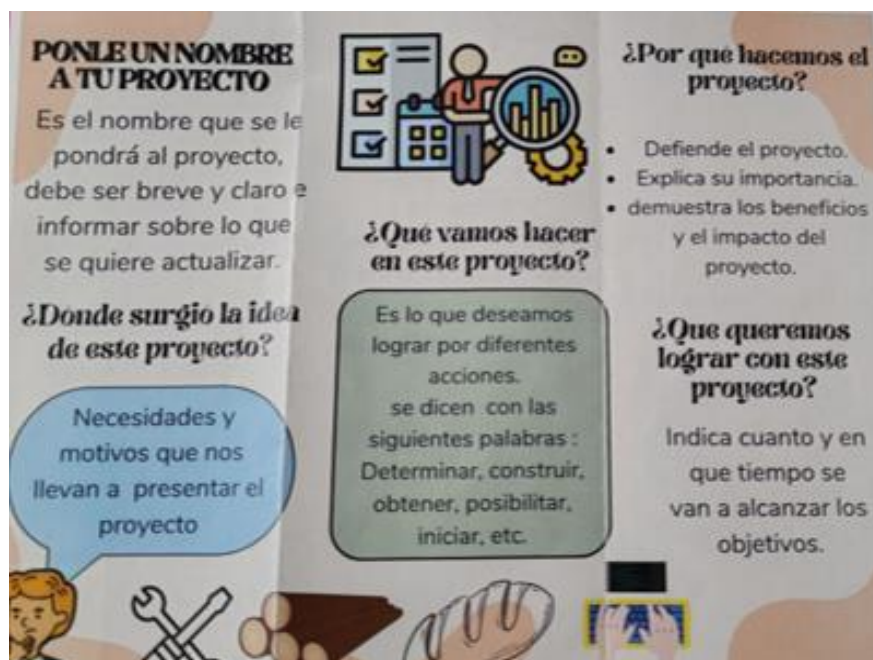 PONLE UN NOMBRE
A TU PROYECTO
Es el nombre que se le
pondrá al proyecto,
debe ser breve y claro e
informar sobre lo que
se quiere actualizar.
¿Donde surgio la idea
de este proyecto?
Necesidades y
motivos que nos
llevan a presentar el
proyecto
¿Que vamos hacer
en este proyecto?
Es lo que deseamos
lograr por diferentes
acciones.
se dicen con las
siguientes palabras :
Determinar, construir,
obtener, posibilitar,
iniciar, etc.
¿Por que hacemos el
proyecto?
• Defiende el proyecto.
• Explica su importancia.
• demuestra los beneficios
y el impacto del
proyecto.
¿Que queremos
lograr con este
proyecto?
Indica cuanto y en
que tiempo se
van a alcanzar los
objetivos.